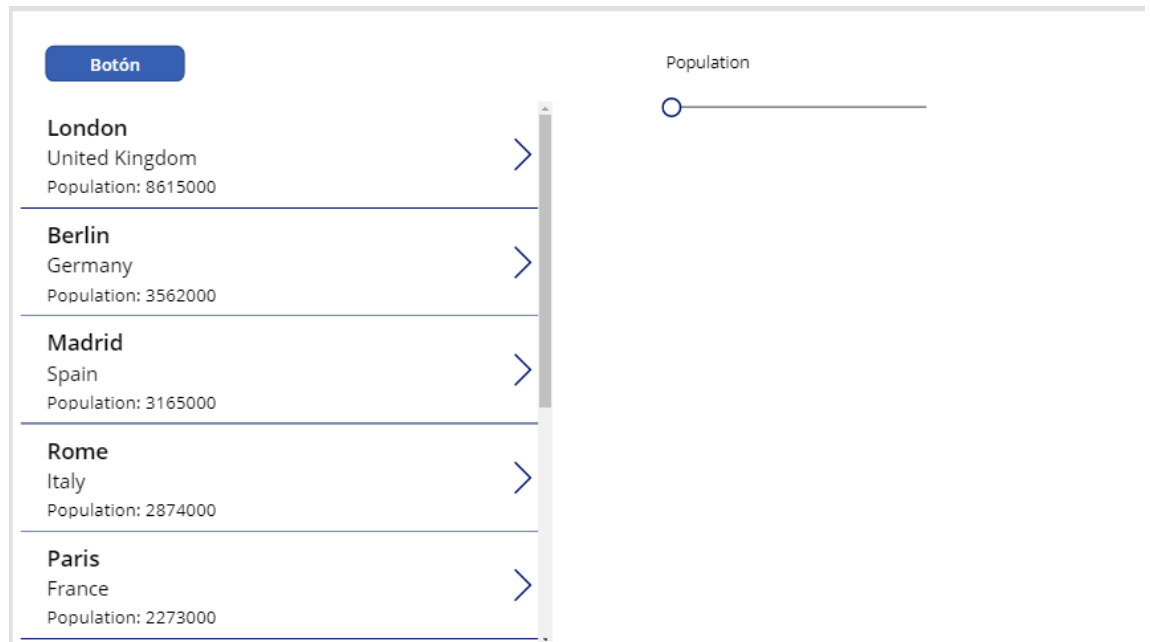 Botón
Population
London
United Kingdom
Population: 8615000
Berlin
Germany
Population: 3562000
Madrid
Spain
Population: 3165000
Rome
Italy
Population: 2874000
Paris
France
Population: 2273000